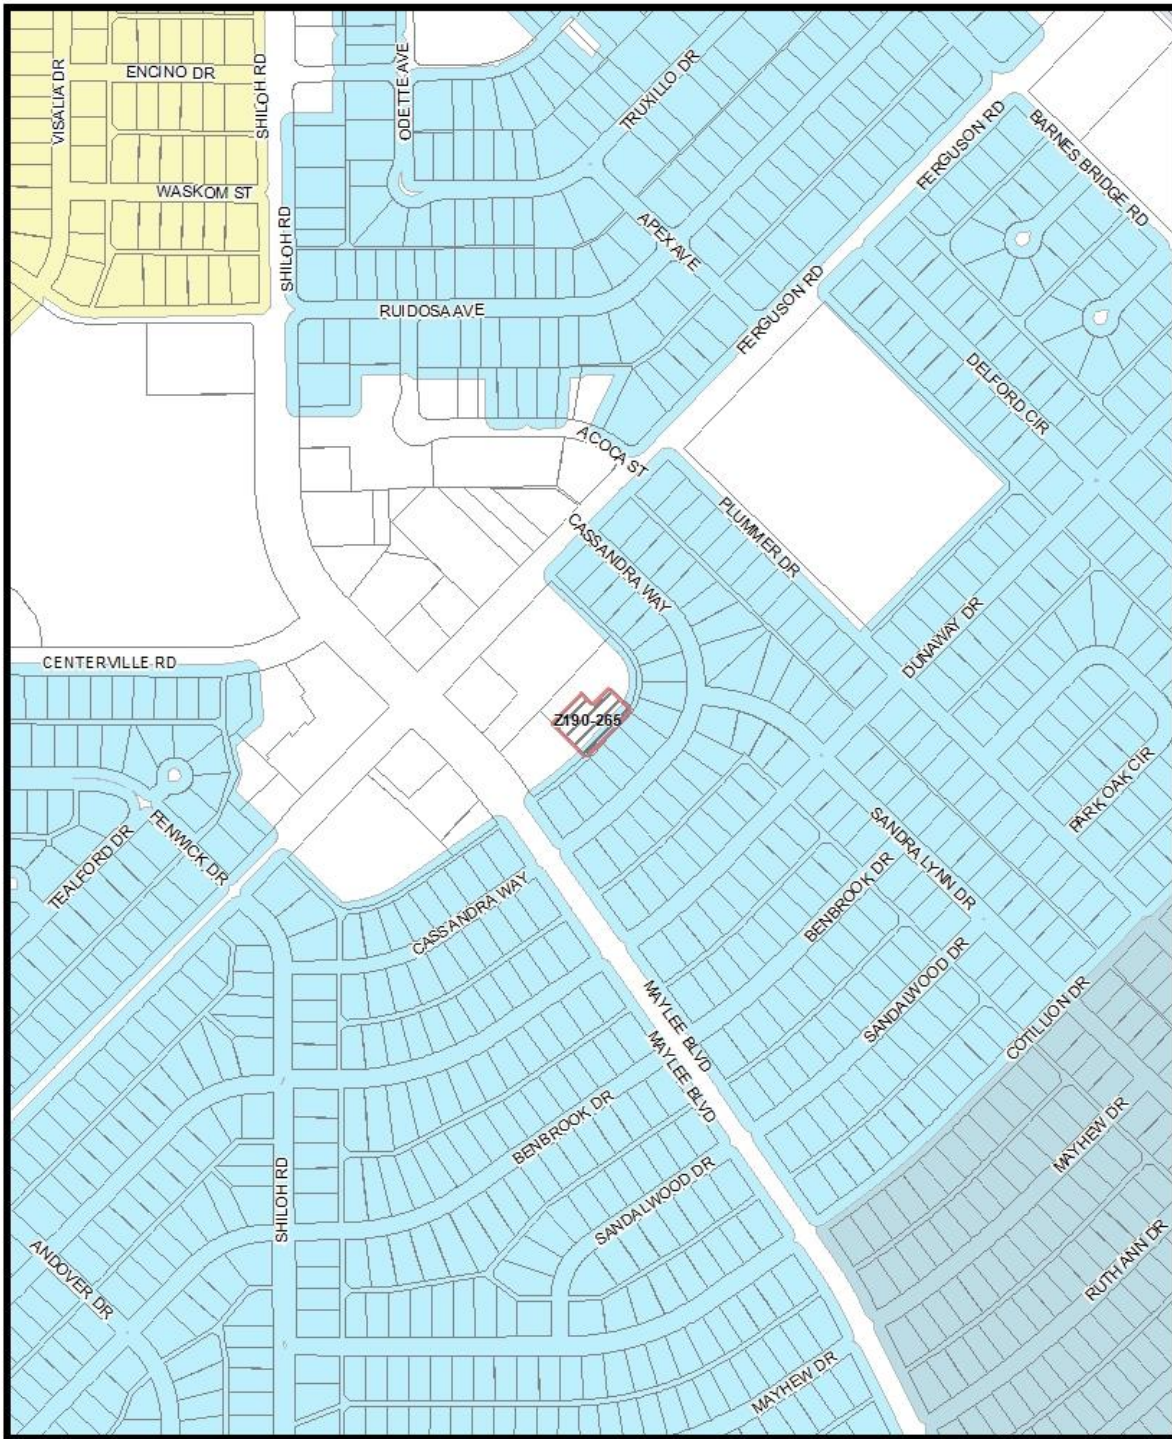 ENCINO DR
VISALIA DR
SHILOH RD
ODETTE AVE
TRUXILLO DR
FERGUSON RD
BARNES BRIDGE RD
WASKOM ST
SHILOH RD
APEX AVE
RUIDOSA AVE
FERGUSON RD
DELFORD CIR
ACOCA ST
PLUMMER DR
CASSANDRA WAY
DUNAWAY DR
CENTERVILLE RD
Z190-265
PARK OAK CIR
TEALFORD DR
FENWICK DR
SANDRA LYNN DR
BENBROOK DR
CASSANDRA WAY
SANDALWOOD DR
MAYLEE BLVD
MAYLEE BLVD
COTILLION DR
BENBROOK DR
MAYHEW DR
SANDALWOOD DR
SHILOH RD
ANDOVER DR
RUTH ANN DR
MAYHEW DR